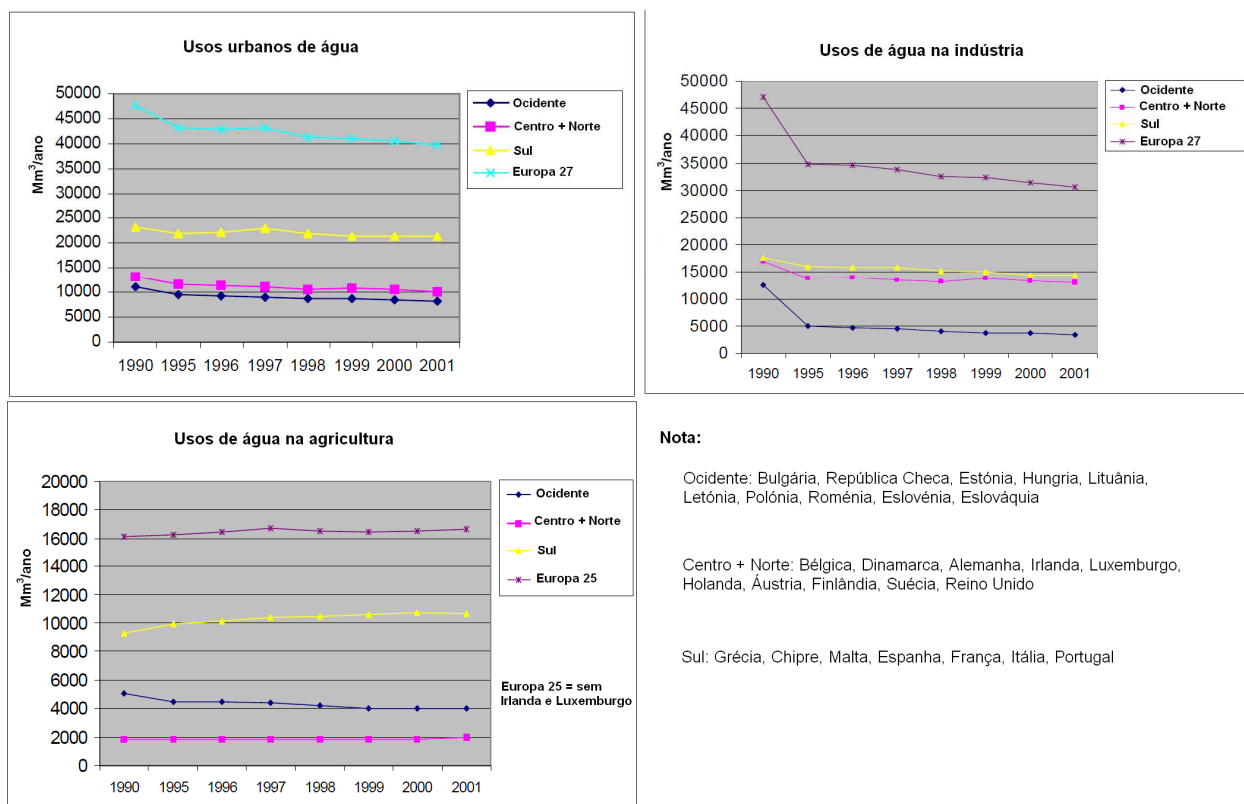 Usos urbanos de água
Mm³/ano
50000
45000
40000
35000
30000
25000
20000
15000
10000
5000
0
1990 1995 1996 1997 1998 1999 2000 2001
Ocidente
Centro + Norte
Sul
Europa 27
Usos de água na indústria
Mm³/ano
50000
45000
40000
35000
30000
25000
20000
15000
10000
5000
0
1990 1995 1996 1997 1998 1999 2000 2001
Ocidente
Centro + Norte
Sul
Europa 27
Usos de água na agricultura
Mm³/ano
20000
18000
16000
14000
12000
10000
8000
6000
4000
2000
0
1990 1995 1996 1997 1998 1999 2000 2001
Ocidente
Centro + Norte
Sul
Europa 25
Europa 25 = sem
Irlanda e Luxemburgo
Nota:
Ocidente: Bulgária, República Checa, Estónia, Hungria, Lituânia,
Letónia, Polónia, Roménia, Eslovénia, Eslováquia
Centro + Norte: Bélgica, Dinamarca, Alemanha, Irlanda, Luxemburgo,
Holanda, Áustria, Finlândia, Suécia, Reino Unido
Sul: Grécia, Chipre, Malta, Espanha, França, Itália, Portugal